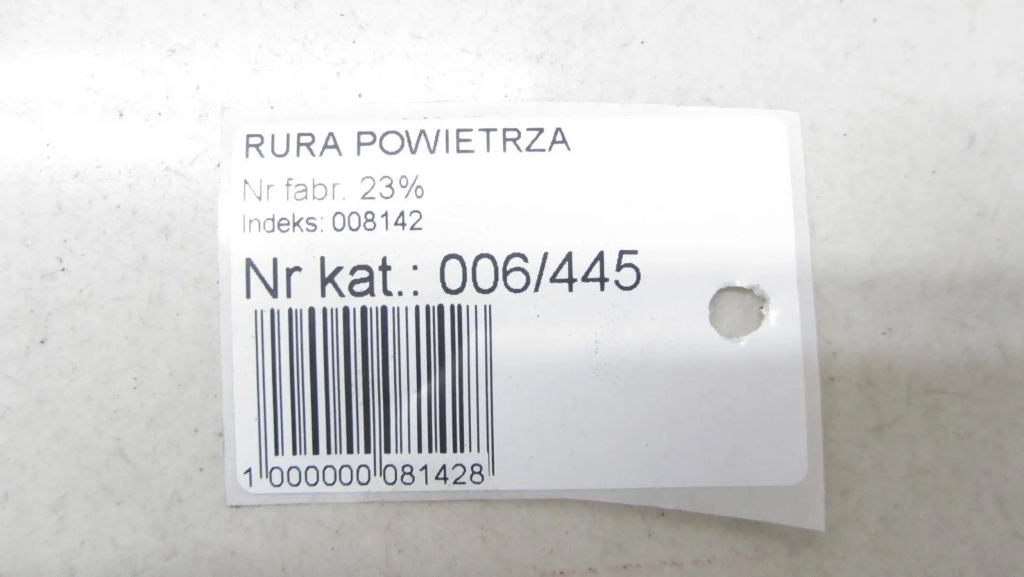 RURA POWIETRZA
Nr fabr. 23%
Indeks: 008142
Nr kat.: 006/445
1 000000 081428